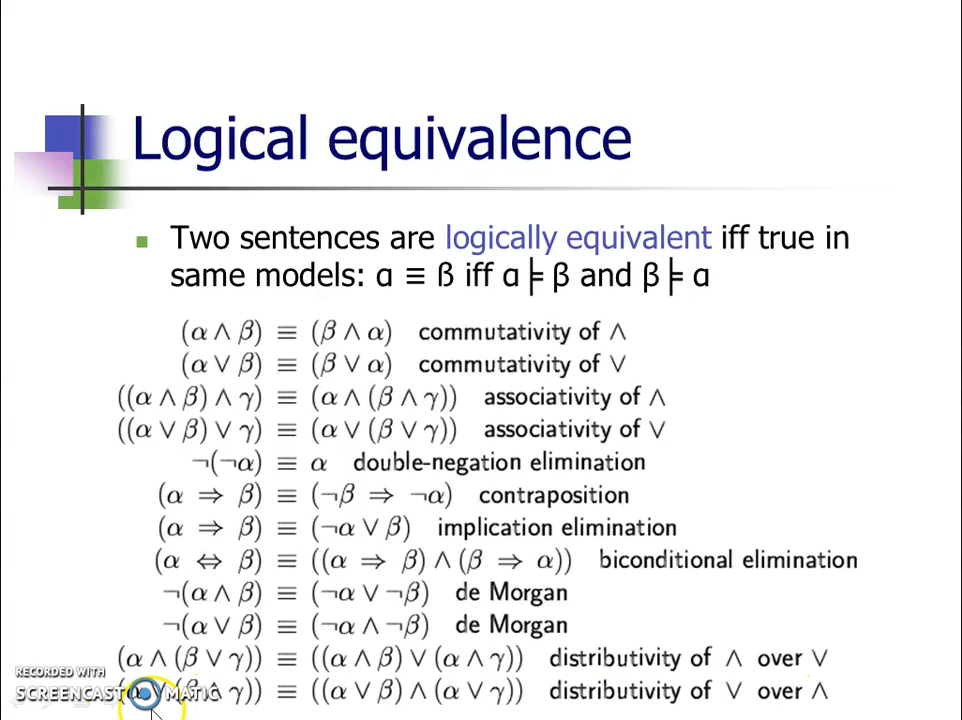 Logical equivalence
Two sentences are logically equivalent iff true in
same models: α ≡ ß iff α ╞ β and β ╞ α
(α ∧ β) ≡ (β ∧ α) commutativity of ∧
(α ∨ β) ≡ (β ∨ α) commutativity of ∨
((α ∧ β) ∧ γ) ≡ (α ∧ (β ∧ γ)) associativity of ∧
((α ∨ β) ∨ γ) ≡ (α ∨ (β ∨ γ)) associativity of ∨
¬(¬α) ≡ α double-negation elimination
(α ⇒ β) ≡ (¬β ⇒ ¬α) contraposition
(α ⇒ β) ≡ (¬α ∨ β) implication elimination
(α ⇔ β) ≡ ((α ⇒ β) ∧ (β ⇒ α)) biconditional elimination
¬(α ∧ β) ≡ (¬α ∨ ¬β) de Morgan
¬(α ∨ β) ≡ (¬α ∧ ¬β) de Morgan
(α ∧ (β ∨ γ)) ≡ ((α ∧ β) ∨ (α ∧ γ)) distributivity of ∧ over ∨
(α ∨ (β ∧ γ)) ≡ ((α ∨ β) ∧ (α ∨ γ)) distributivity of ∨ over ∧
RECORDED WITH
SCREENCAST MATIC